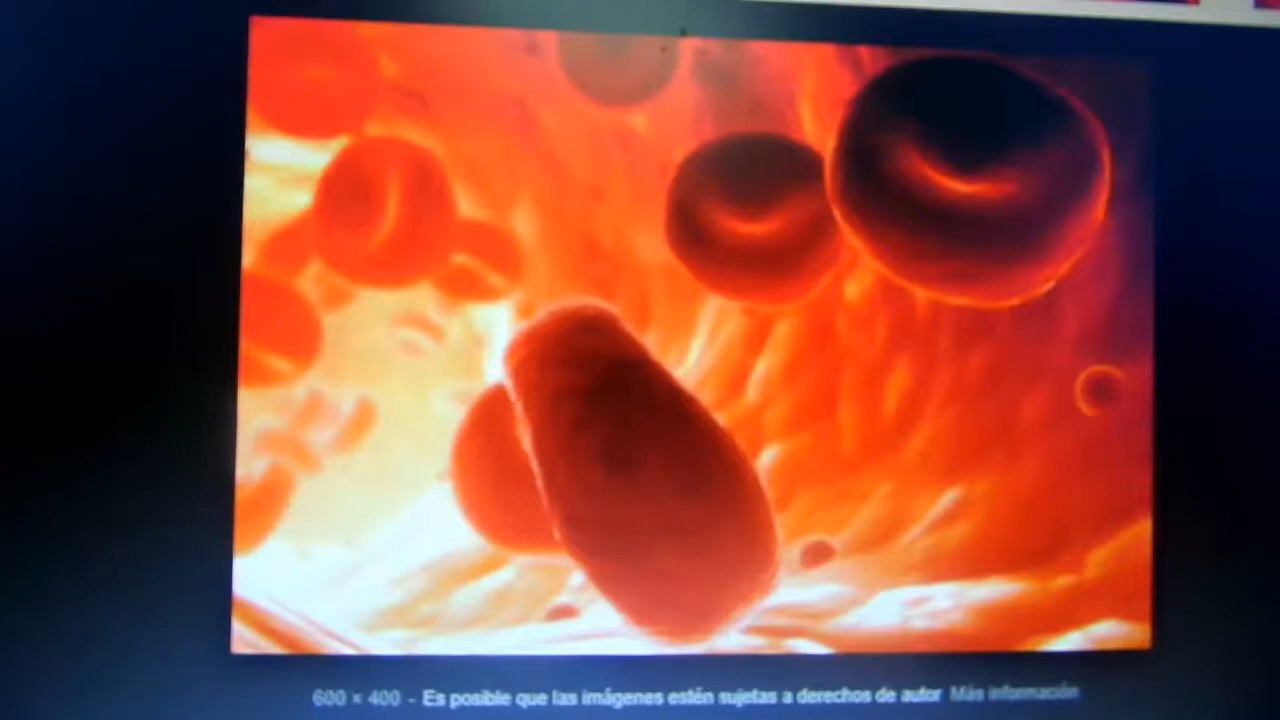 600 × 400 - Es posible que las imágenes estén sujetas a derechos de autor Más información